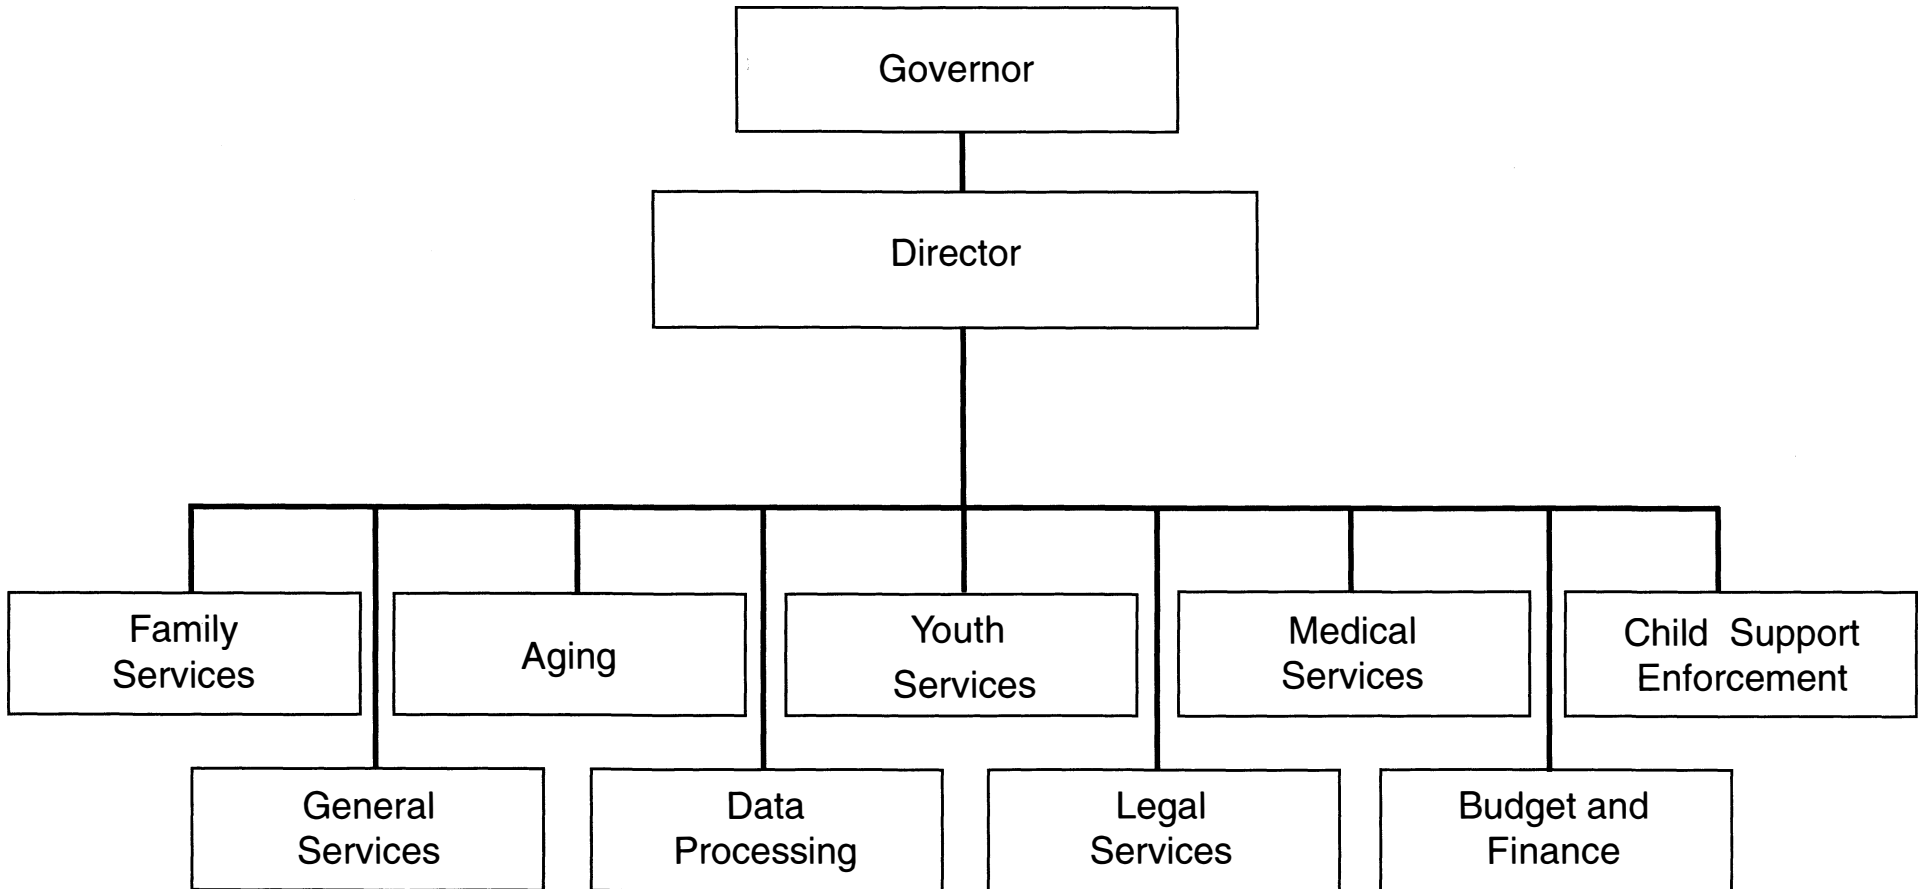 Governor
Director
Family
Services
Aging
Youth
Services
Medical
Services
Child Support
Enforcement
General
Services
Data
Processing
Legal
Services
Budget and
Finance